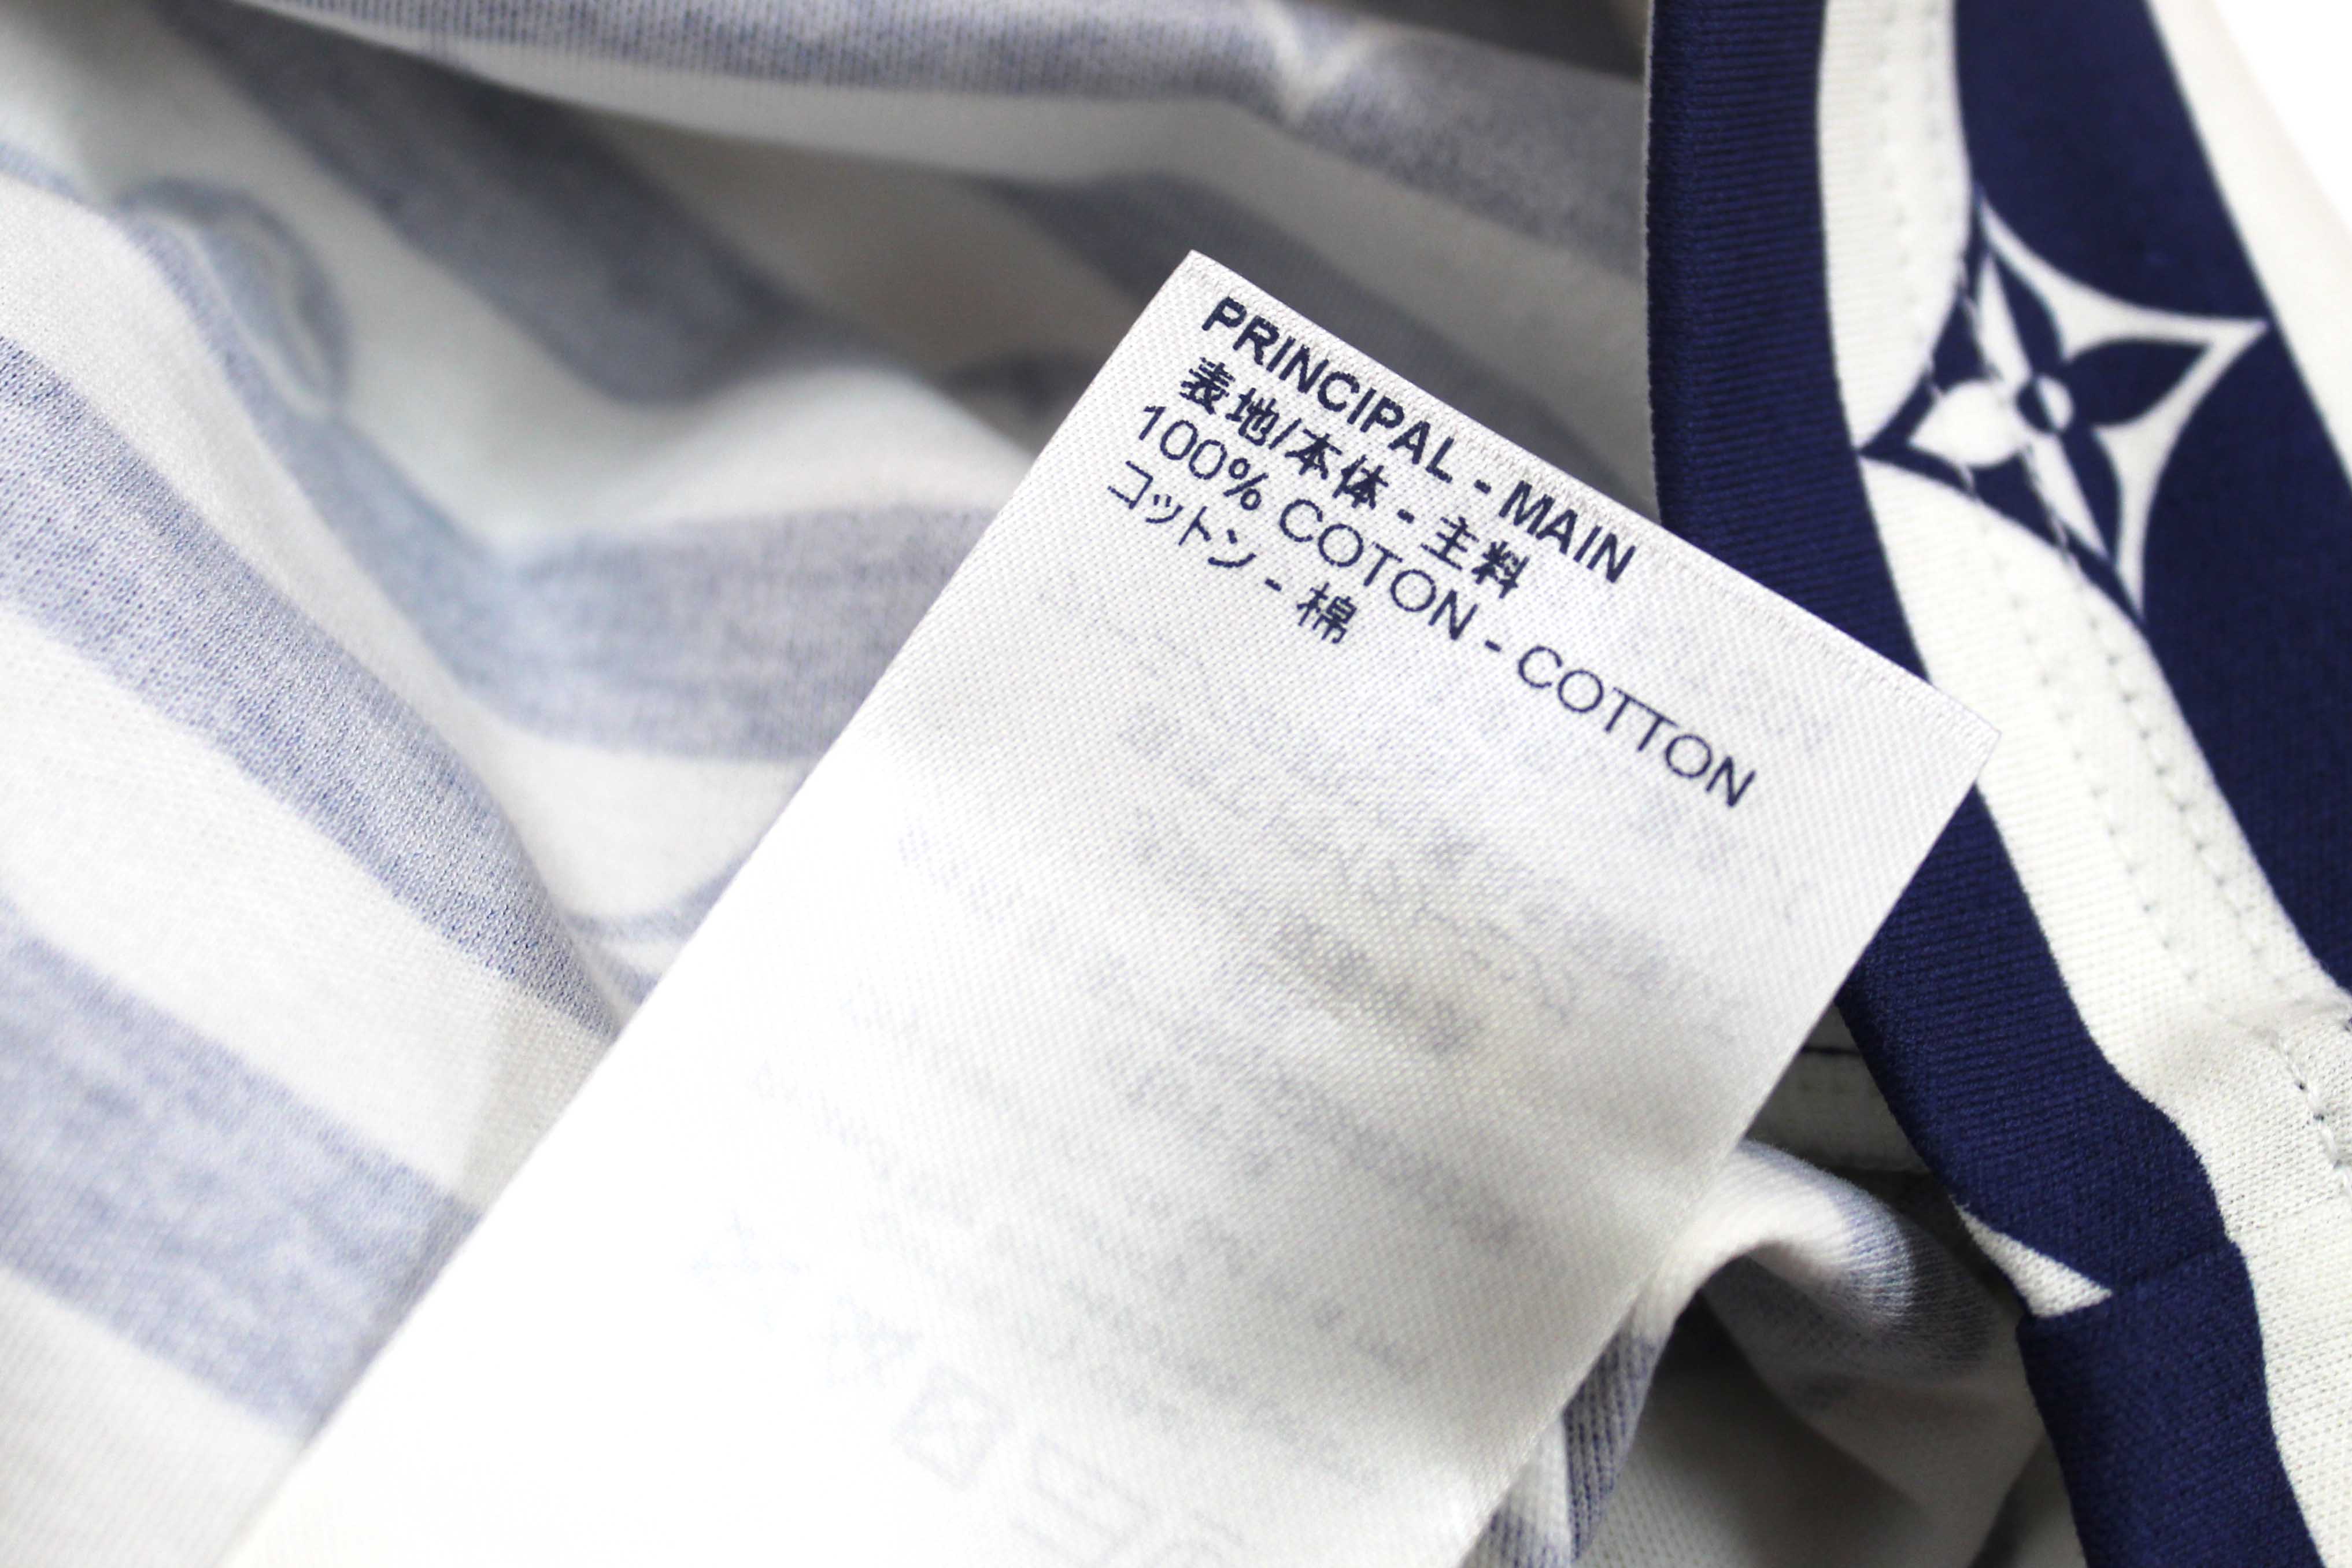 PRINCIPAL - MAIN
表地/本体 - 主料
100% COTON - COTTON
コットン - 棉